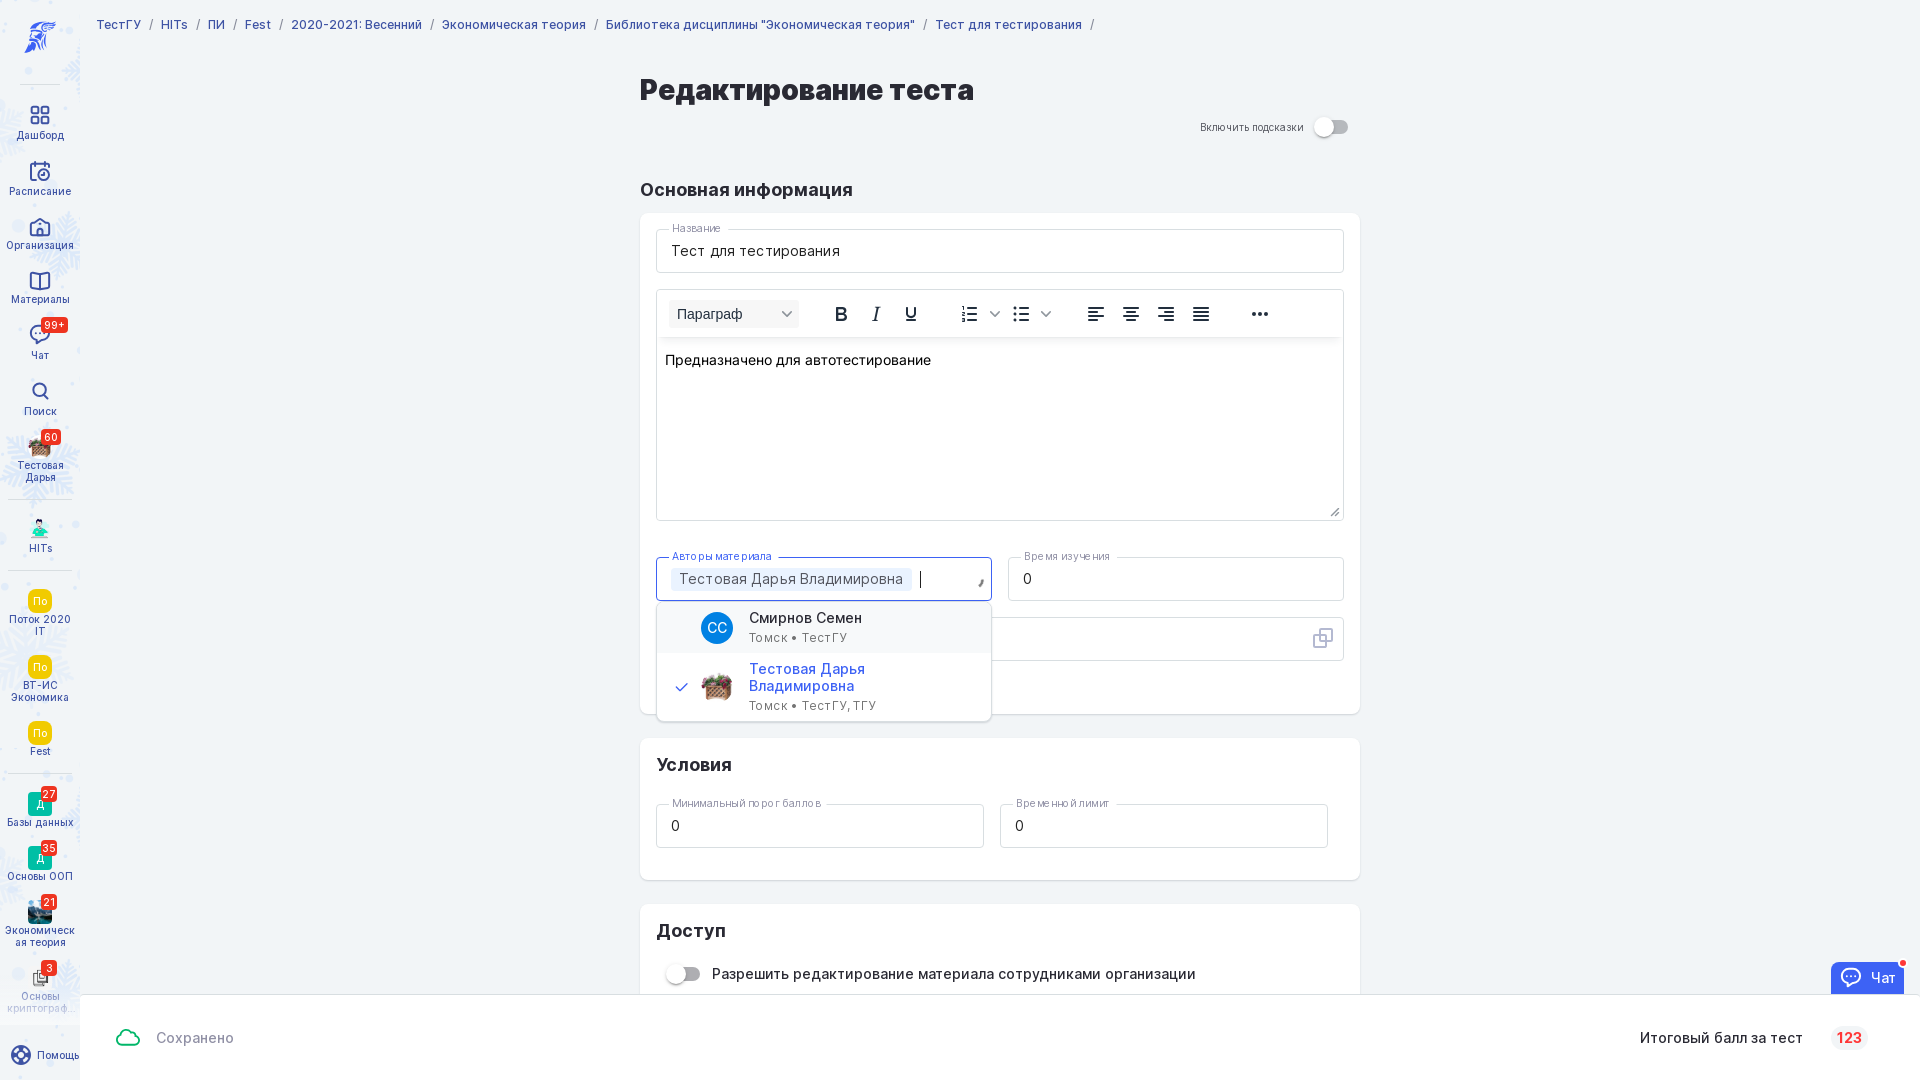 ТестГУ / HITs / ПИ / Fest / 2020-2021: Весенний / Экономическая теория / Библиотека дисциплины "Экономическая теория" / Тест для тестирования /
Дашборд
Расписание
Организация
Материалы
99+
Чат
Поиск
60
Тестовая
Дарья
HITs
По
Поток 2020
IT
По
ВТ-ИС
Экономика
По
Fest
27
Д
Базы данных
35
Д
Основы ООП
21
Экономическ
ая теория
3
Основы
криптограф...
Помощь
Редактирование теста
Включить подсказки
Основная информация
Название
Тест для тестирования
Параграф
Предназначено для автотестирование
Авторы материала
Тестовая Дарья Владимировна
Время изучения
0
СС
Смирнов Семен
Томск • ТестГУ
Тестовая Дарья
Владимировна
Томск • ТестГУ, ТГУ
Условия
Минимальный порог баллов
0
Временной лимит
0
Доступ
Разрешить редактирование материала сотрудниками организации
Чат
Сохранено
Итоговый балл за тест 123